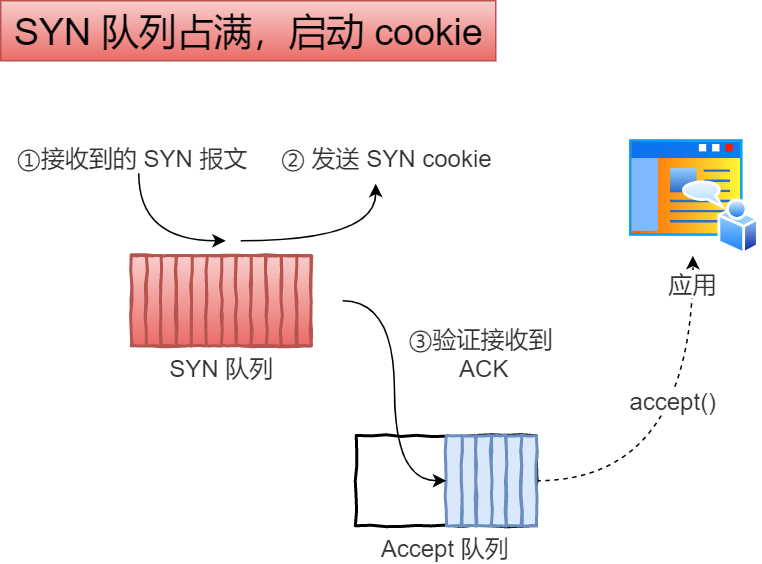 SYN 队列占满，启动 cookie
①接收到的 SYN 报文
② 发送 SYN cookie
SYN 队列
③验证接收到
ACK
应用
accept()
Accept 队列